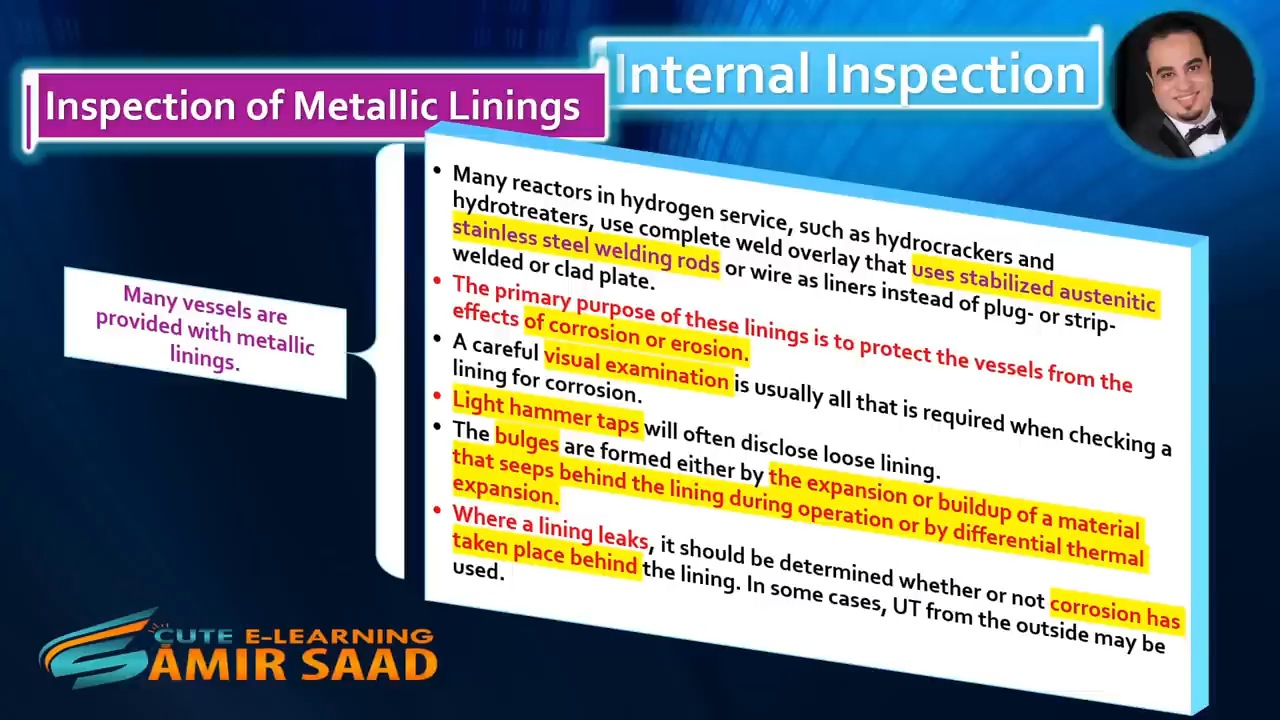 Internal Inspection
Inspection of Metallic Linings
Many vessels are
provided with metallic
linings.
• Many reactors in hydrogen service, such as hydrocrackers and
hydrotreaters, use complete weld overlay that uses stabilized austenitic
stainless steel welding rods or wire as liners instead of plug- or strip-
welded or clad plate.
• The primary purpose of these linings is to protect the vessels from the
effects of corrosion or erosion.
• A careful visual examination is usually all that is required when checking a
lining for corrosion.
• Light hammer taps will often disclose loose lining.
• The bulges are formed either by the expansion or buildup of a material
that seeps behind the lining during operation or by differential thermal
expansion.
• Where a lining leaks, it should be determined whether or not corrosion has
taken place behind the lining. In some cases, UT from the outside may be
used.
CUTE E-LEARNING
SAMIR SAAD